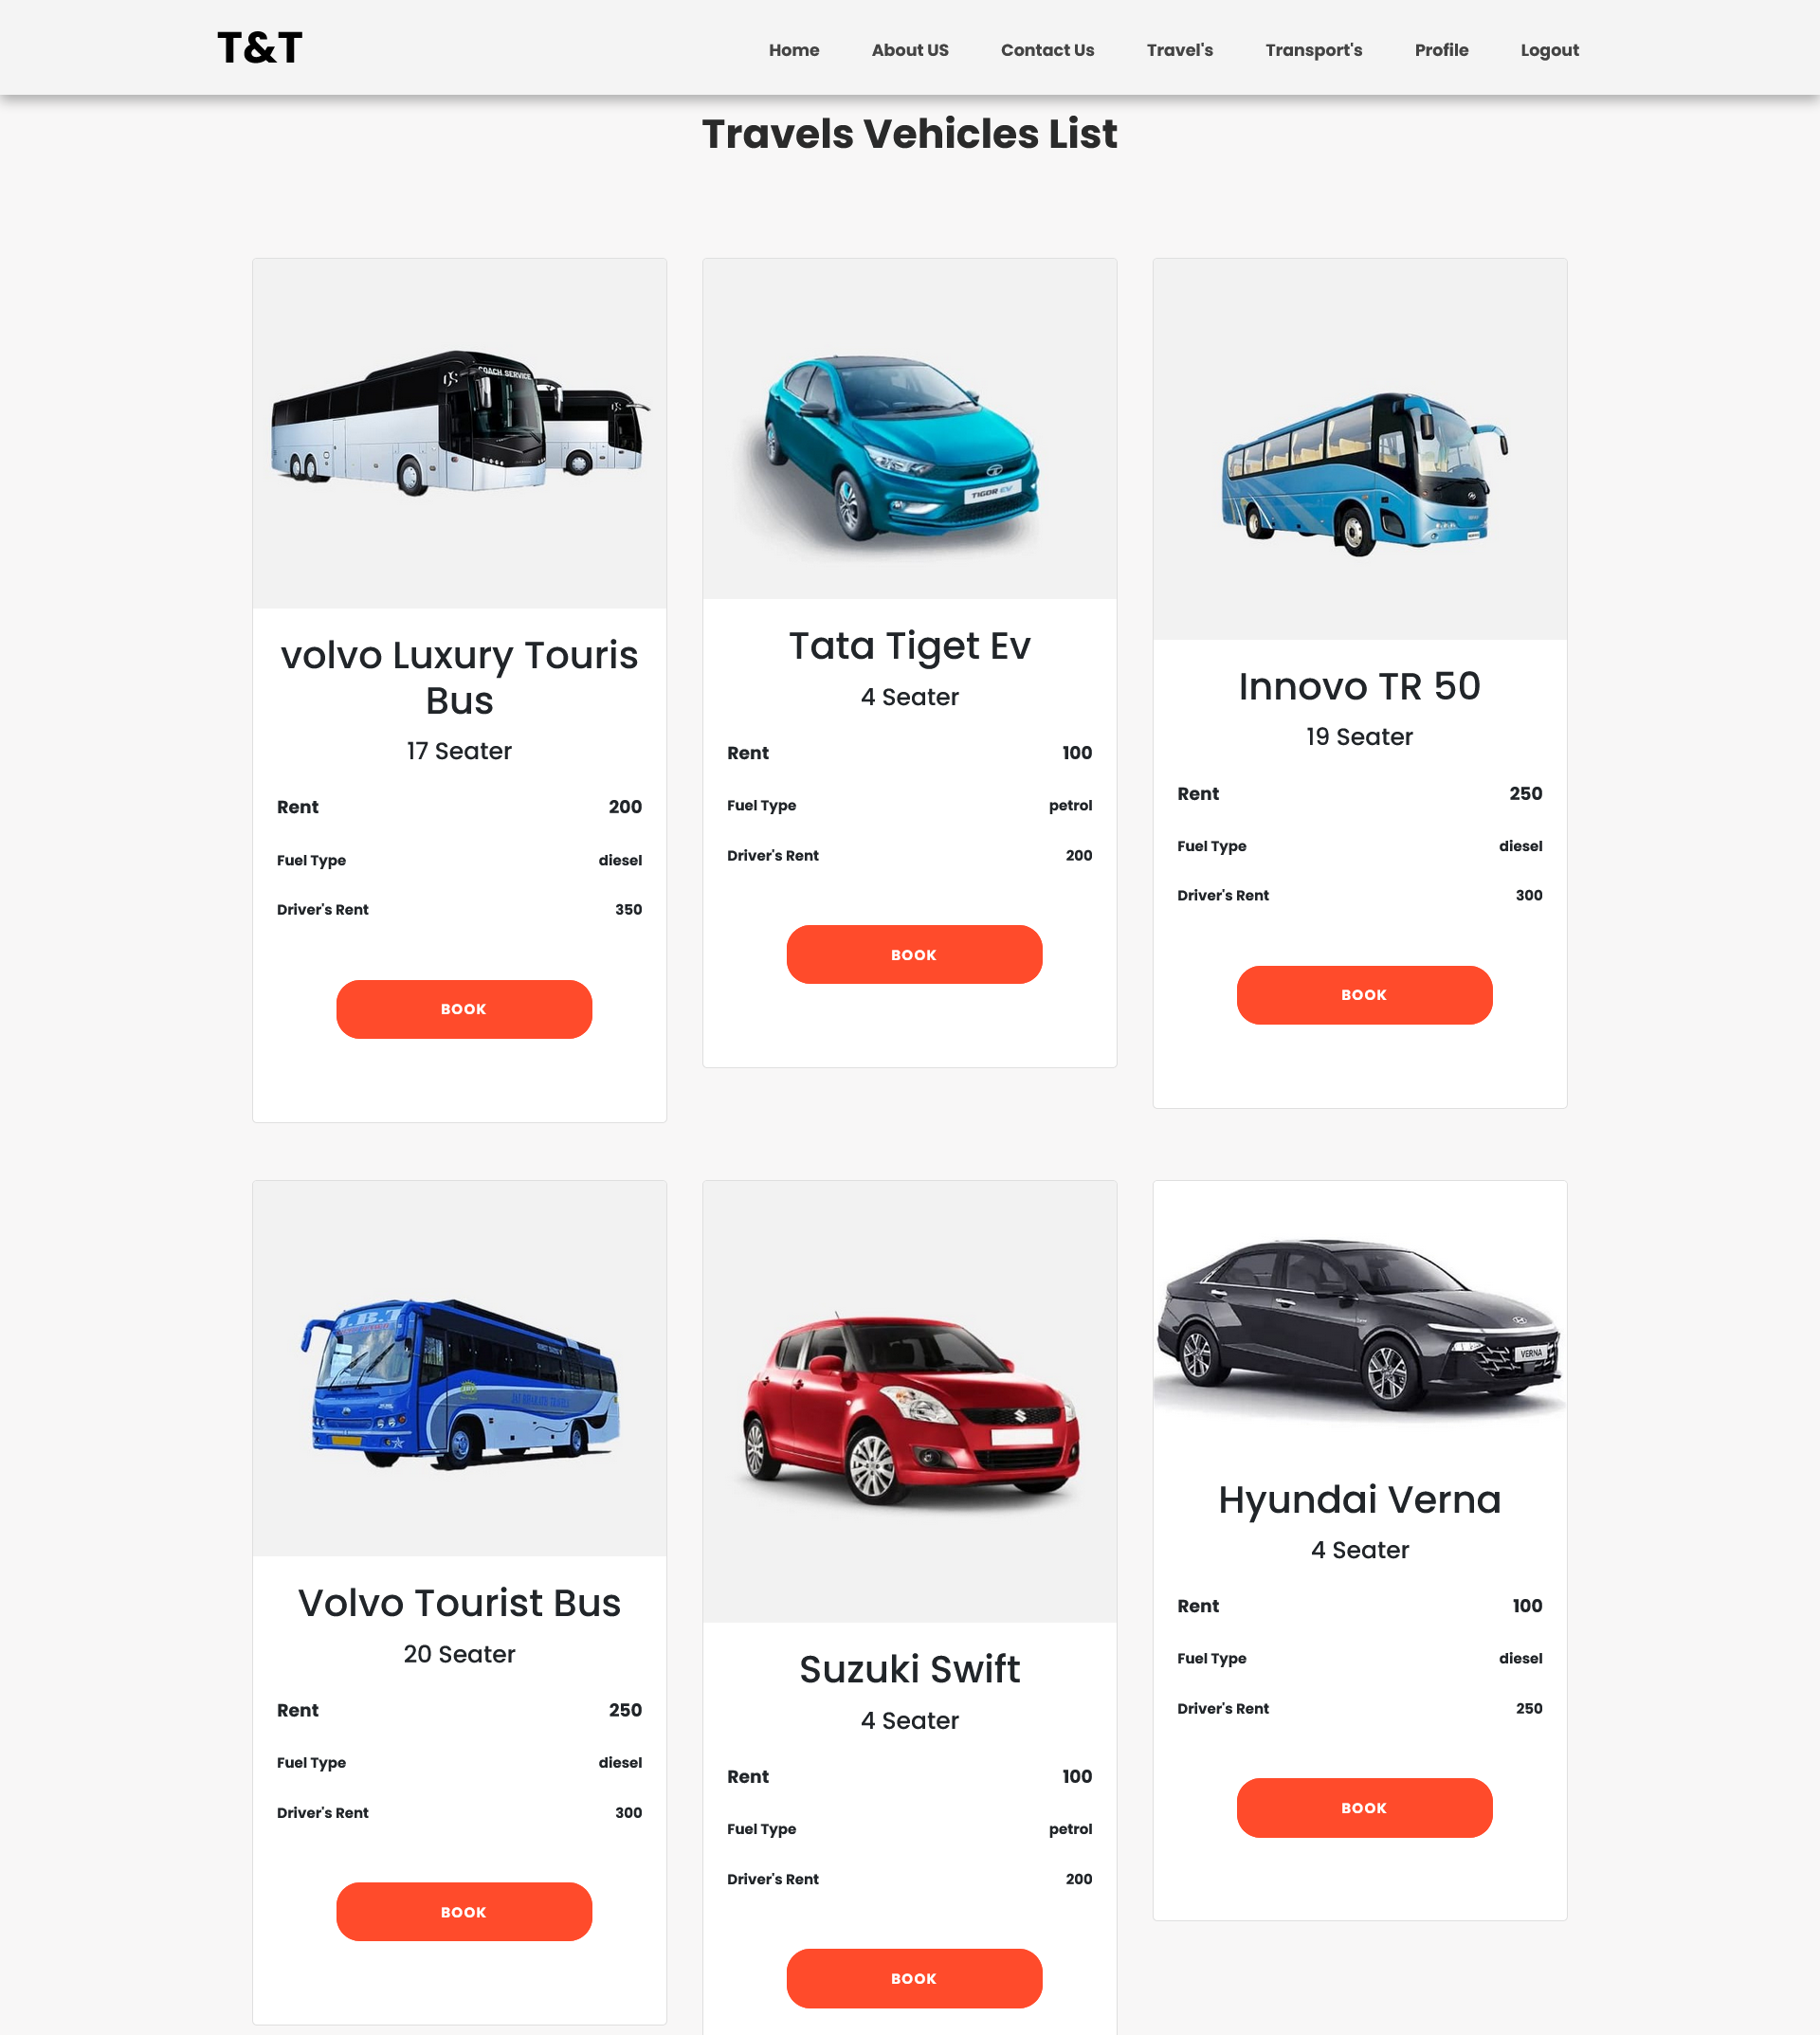 T&T
Home About US Contact Us Travel's Transport's Profile Logout
Travels Vehicles List
COACH SERVICE
volvo Luxury Touris
Bus
17 Seater
Rent 200
Fuel Type diesel
Driver's Rent 350
BOOK
TIGOR EV
Tata Tiget Ev
4 Seater
Rent 100
Fuel Type petrol
Driver's Rent 200
BOOK
Innovo TR 50
19 Seater
Rent 250
Fuel Type diesel
Driver's Rent 300
BOOK
Volvo Tourist Bus
20 Seater
Rent 250
Fuel Type diesel
Driver's Rent 300
BOOK
Suzuki Swift
4 Seater
Rent 100
Fuel Type petrol
Driver's Rent 200
BOOK
VERNA
Hyundai Verna
4 Seater
Rent 100
Fuel Type diesel
Driver's Rent 250
BOOK